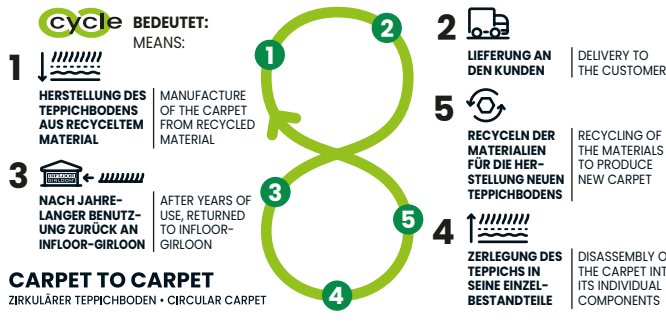 cycle BEDEUTET:
MEANS:
1
HERSTELLUNG DES
TEPPICHBODENS
AUS RECYCELTEM
MATERIAL
MANUFACTURE
OF THE CARPET
FROM RECYCLED
MATERIAL
3
INFLOOR
GIRLOON
NACH JAHRE-
LANGER BENUTZ-
UNG ZURÜCK AN
INFLOOR-GIRLOON
AFTER YEARS OF
USE, RETURNED
TO INFLOOR-
GIRLOON
CARPET TO CARPET
ZIRKULÄRER TEPPICHBODEN • CIRCULAR CARPET
1
2
3
5
4
2
LIEFERUNG AN
DEN KUNDEN
DELIVERY TO
THE CUSTOMER
5
RECYCELN DER
MATERIALIEN
FÜR DIE HER-
STELLUNG NEUEN
TEPPICHBODENS
RECYCLING OF
THE MATERIALS
TO PRODUCE
NEW CARPET
4
ZERLEGUNG DES
TEPPICHS IN
SEINE EINZEL-
BESTANDTEILE
DISASSEMBLY O
THE CARPET INT
ITS INDIVIDUAL
COMPONENTS